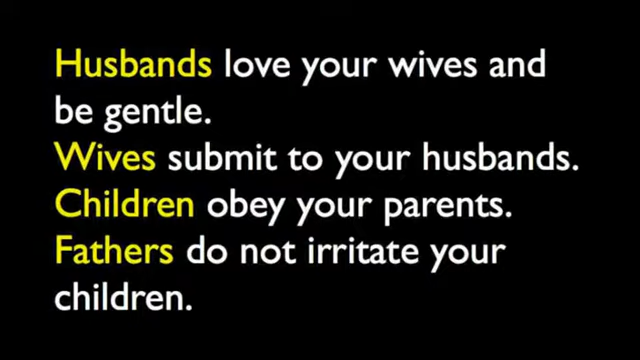 Husbands love your wives and
be gentle.
Wives submit to your husbands.
Children obey your parents.
Fathers do not irritate your
children.